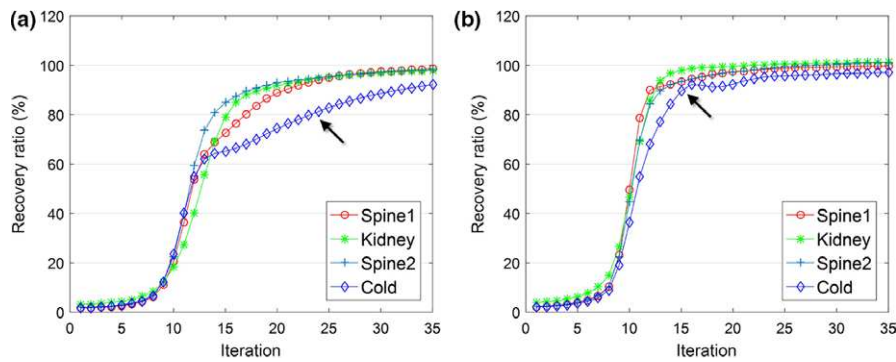 (a)
120
100
80
60
40
20
0
Recovery ratio (%)
0 5 10 15 20 25 30 35
Iteration
Spine1
Kidney
Spine2
Cold
(b)
120
100
80
60
40
20
0
Recovery ratio (%)
0 5 10 15 20 25 30 35
Iteration
Spine1
Kidney
Spine2
Cold